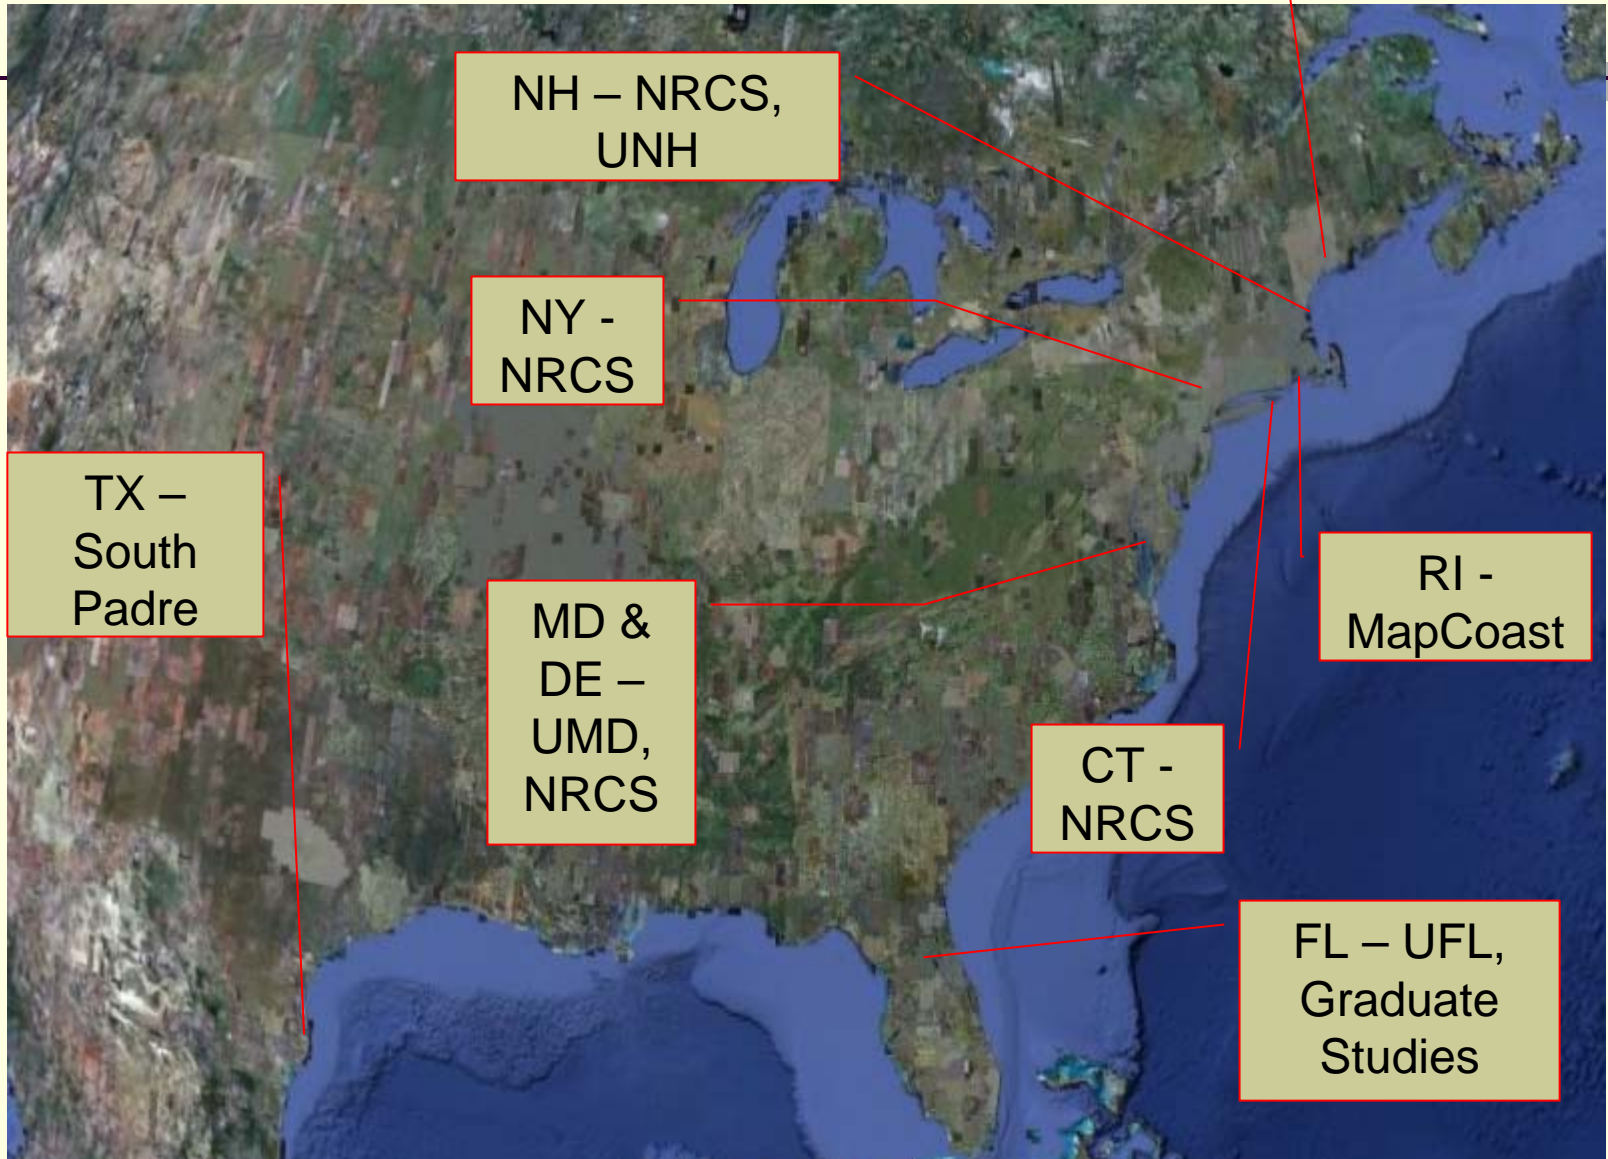 NH – NRCS,
UNH
NY -
NRCS
TX –
South
Padre
MD &
DE –
UMD,
NRCS
RI -
MapCoast
CT -
NRCS
FL – UFL,
Graduate
Studies